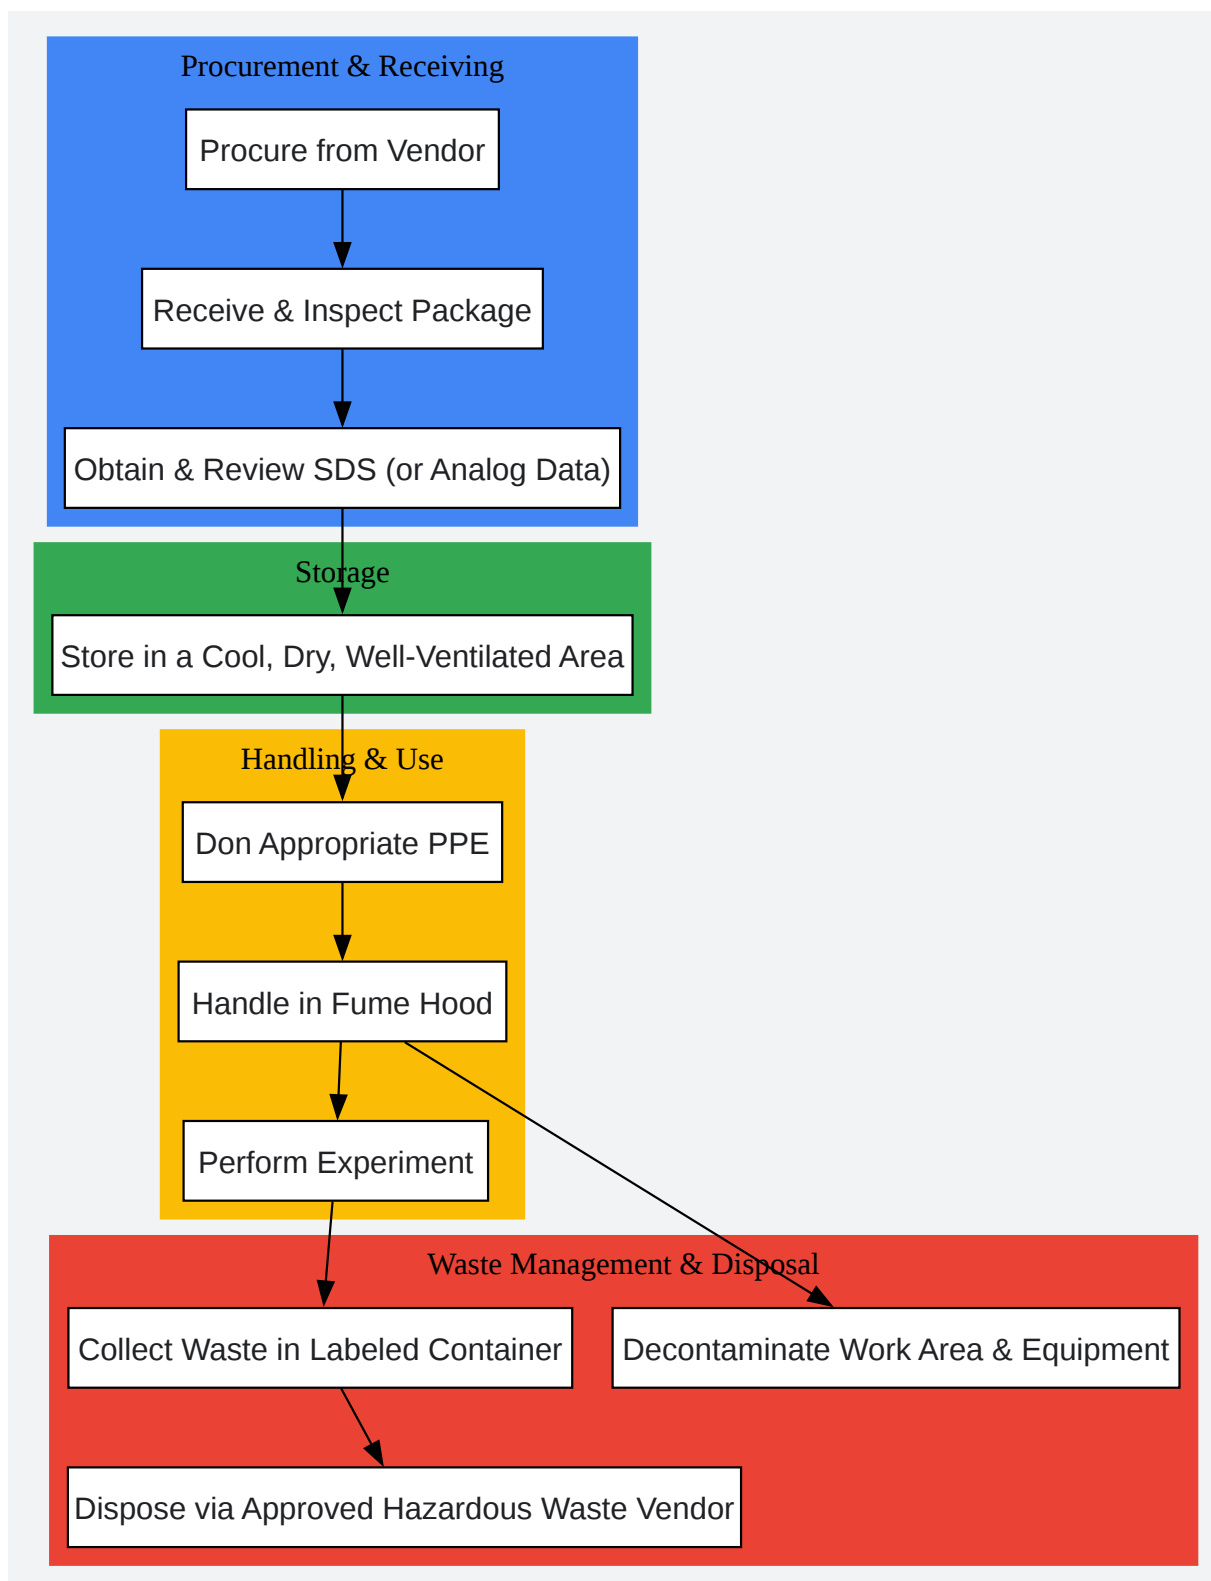 Procurement & Receiving
Procure from Vendor
Receive & Inspect Package
Obtain & Review SDS (or Analog Data)
Storage
Store in a Cool, Dry, Well-Ventilated Area
Handling & Use
Don Appropriate PPE
Handle in Fume Hood
Perform Experiment
Waste Management & Disposal
Collect Waste in Labeled Container
Decontaminate Work Area & Equipment
Dispose via Approved Hazardous Waste Vendor